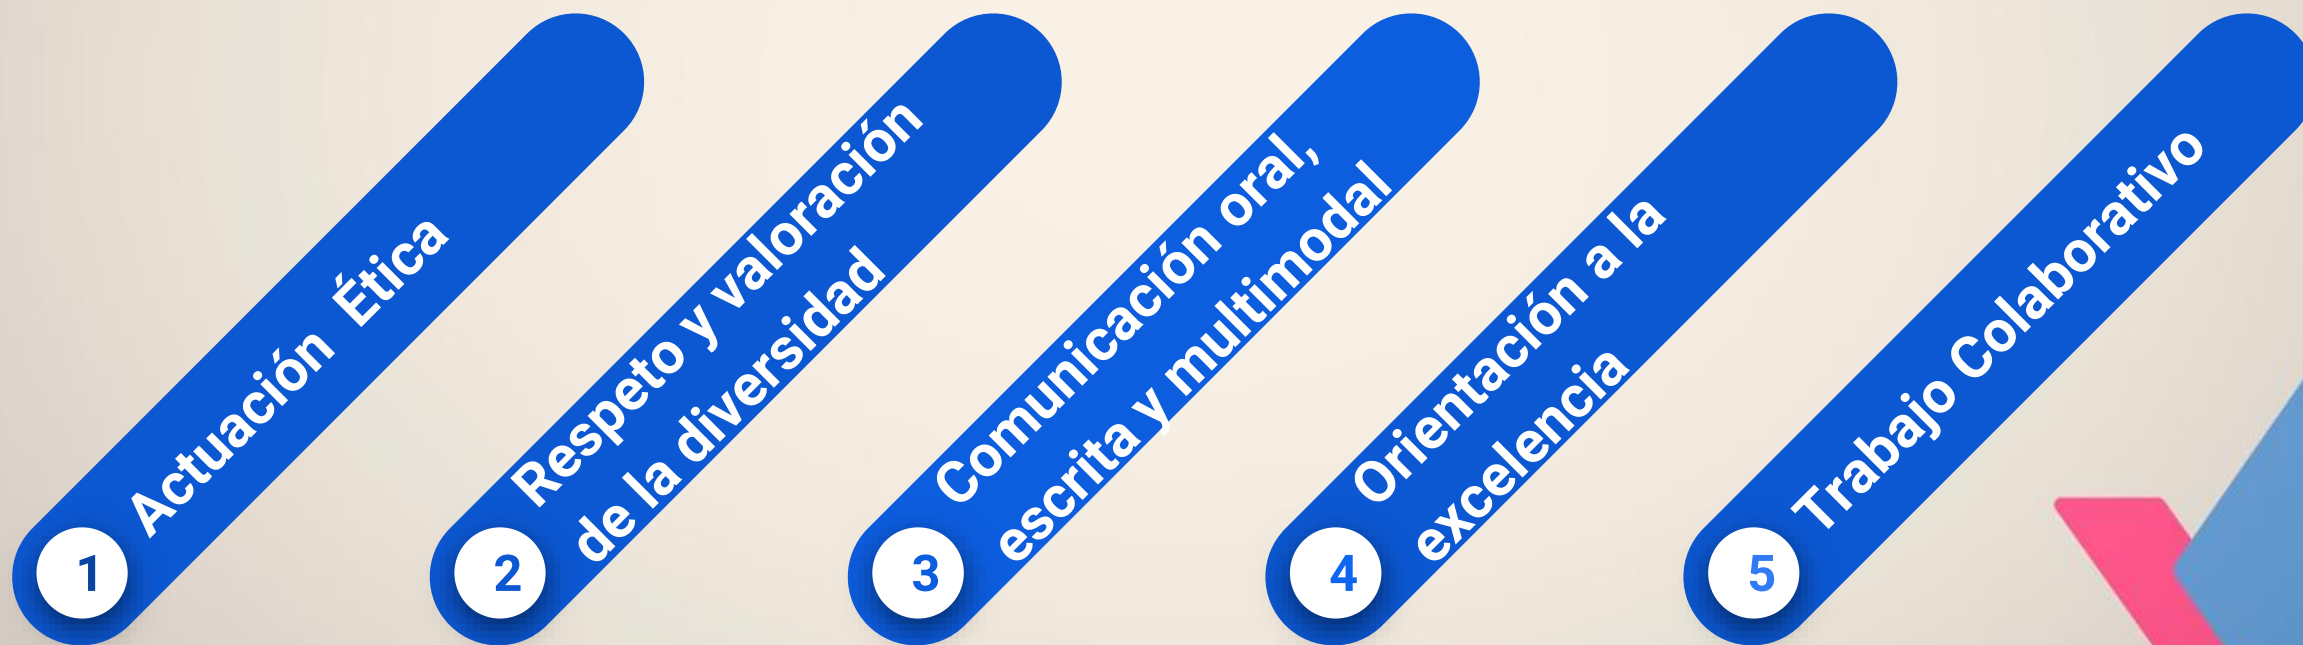 1
Actuación Ética
2
Respeto y valoración
de la diversidad
3
Comunicación oral,
escrita y multimodal
4
Orientación a la
excelencia
5
Trabajo Colaborativo